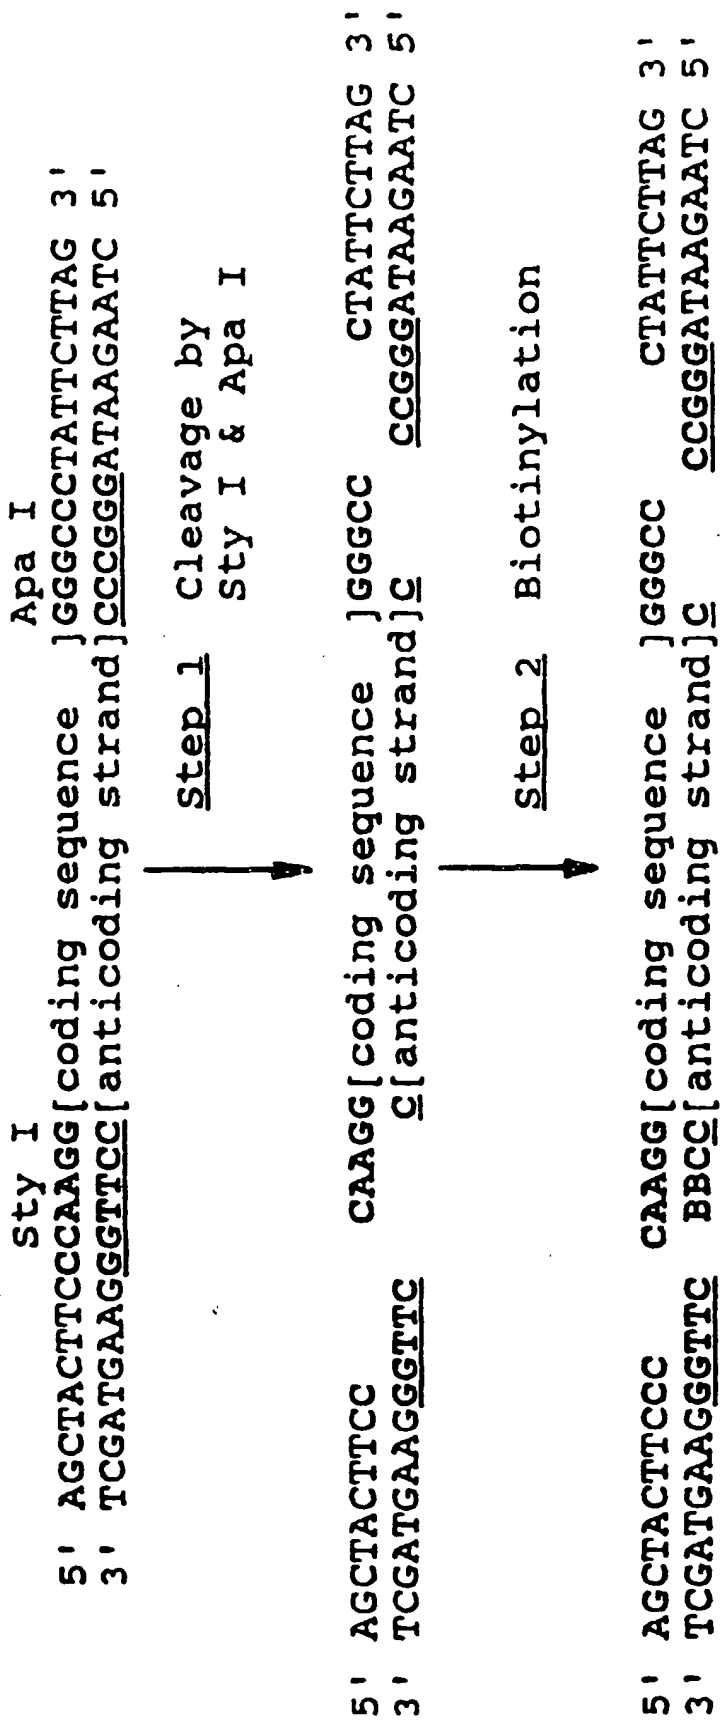 Sty I Apa I
5' AGCTACTTCCCAAGG[coding sequence ]GGGCCCTATTCTTAG 3'
3' TCGATGAAGGGTTCC[anticoding strand]CCCGGGATAAGAATC 5'
Step 1 Cleavage by
Sty I & Apa I
5' AGCTACTTCC CAAGG[coding sequence ]GGGCC CTATTCTTAG 3'
3' TCGATGAAGGGTTC C[anticoding strand]C CCGGGATAAGAATC 5'
Step 2 Biotinylation
5' AGCTACTTCCC CAAGG[coding sequence ]GGGCC CTATTCTTAG 3'
3' TCGATGAAGGGTTC BBCC[anticoding strand]C CCGGGATAAGAATC 5'